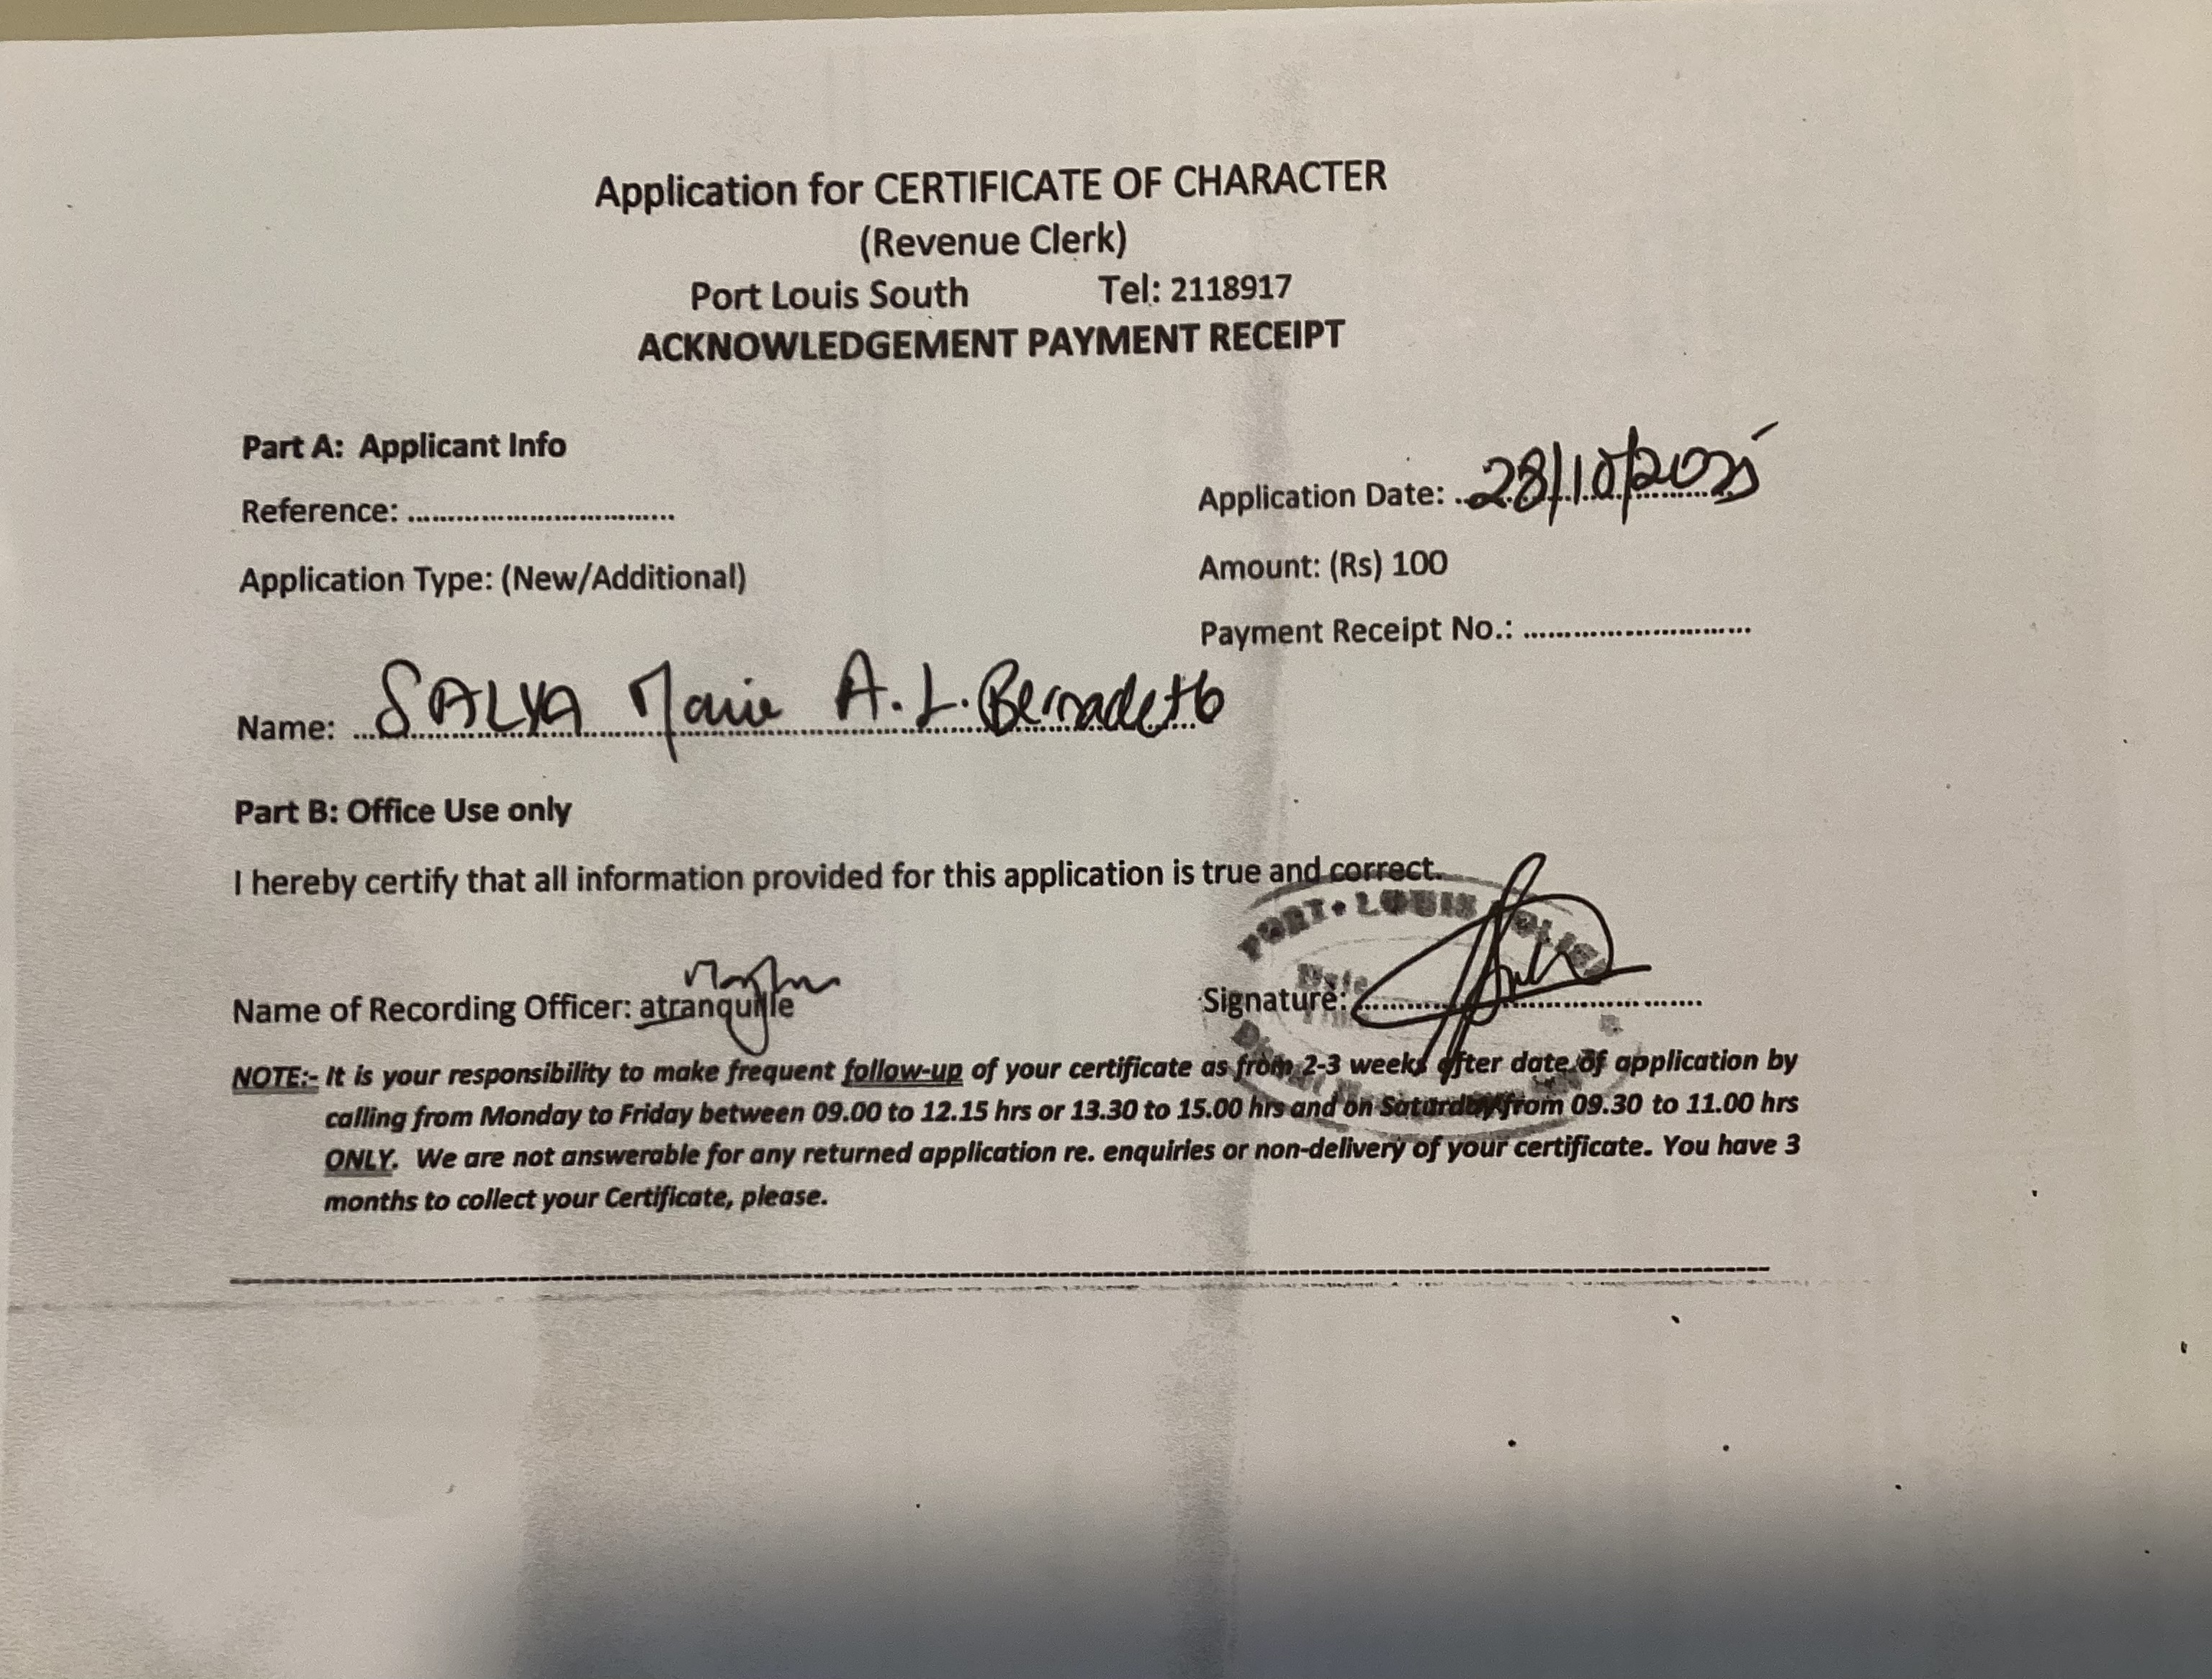 Application for CERTIFICATE OF CHARACTER
(Revenue Clerk)
Port Louis South Tel: 2118917
ACKNOWLEDGEMENT PAYMENT RECEIPT
Part A: Applicant Info
Application Date: 28/10/2025
Reference: ................................
Application Type: (New/Additional)
Amount: (Rs) 100
Payment Receipt No.: ...........................
Name: SALVA Marie A. L. Bernadette
Part B: Office Use only
I hereby certify that all information provided for this application is true and correct.
PORT LOUIS POLICE
Date
Name of Recording Officer: atranquille
Signature: ..........................................
NOTE:- It is your responsibility to make frequent follow-up of your certificate as from 2-3 weeks after date of application by
calling from Monday to Friday between 09.00 to 12.15 hrs or 13.30 to 15.00 hrs and on Saturday from 09.30 to 11.00 hrs
ONLY. We are not answerable for any returned application re. enquiries or non-delivery of your certificate. You have 3
months to collect your Certificate, please.